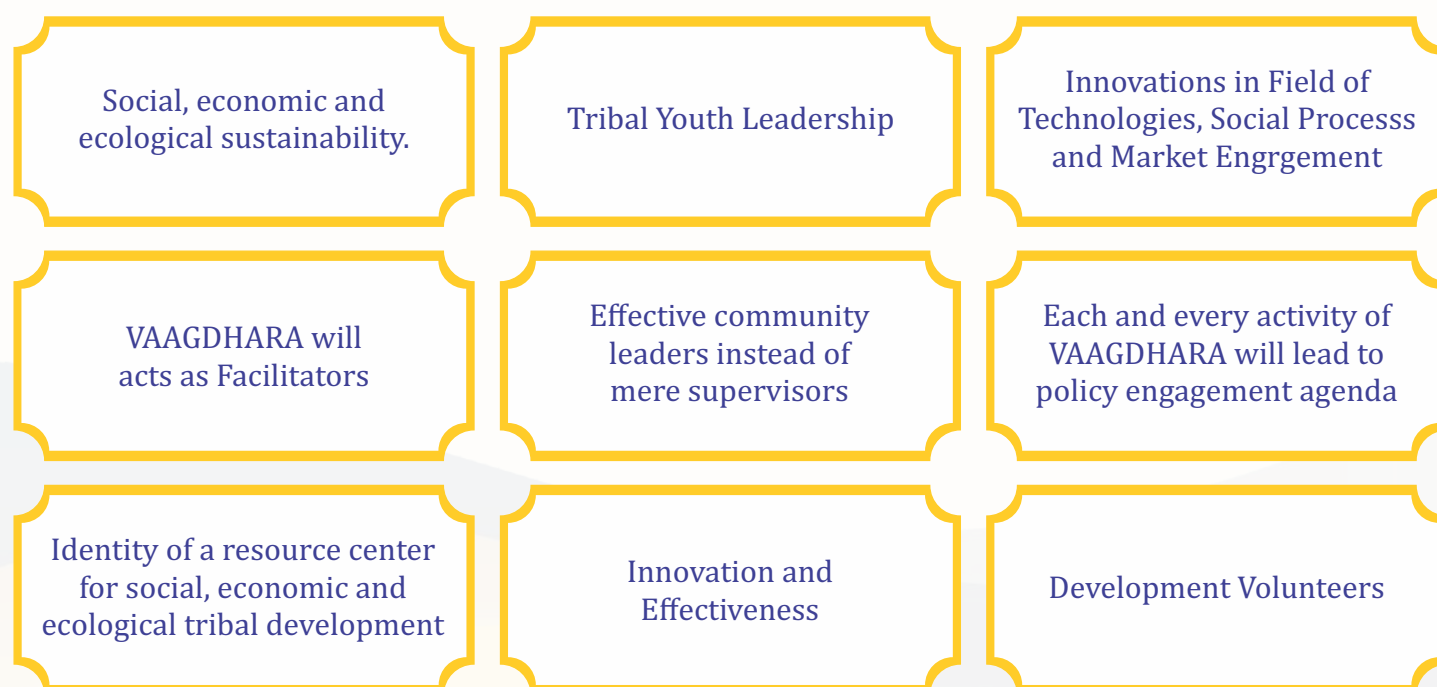 Social, economic and
ecological sustainability.
Tribal Youth Leadership
Innovations in Field of
Technologies, Social Processs
and Market Engrgement
VAAGDHARA will
acts as Facilitators
Effective community
leaders instead of
mere supervisors
Each and every activity of
VAAGDHARA will lead to
policy engagement agenda
Identity of a resource center
for social, economic and
ecological tribal development
Innovation and
Effectiveness
Development Volunteers